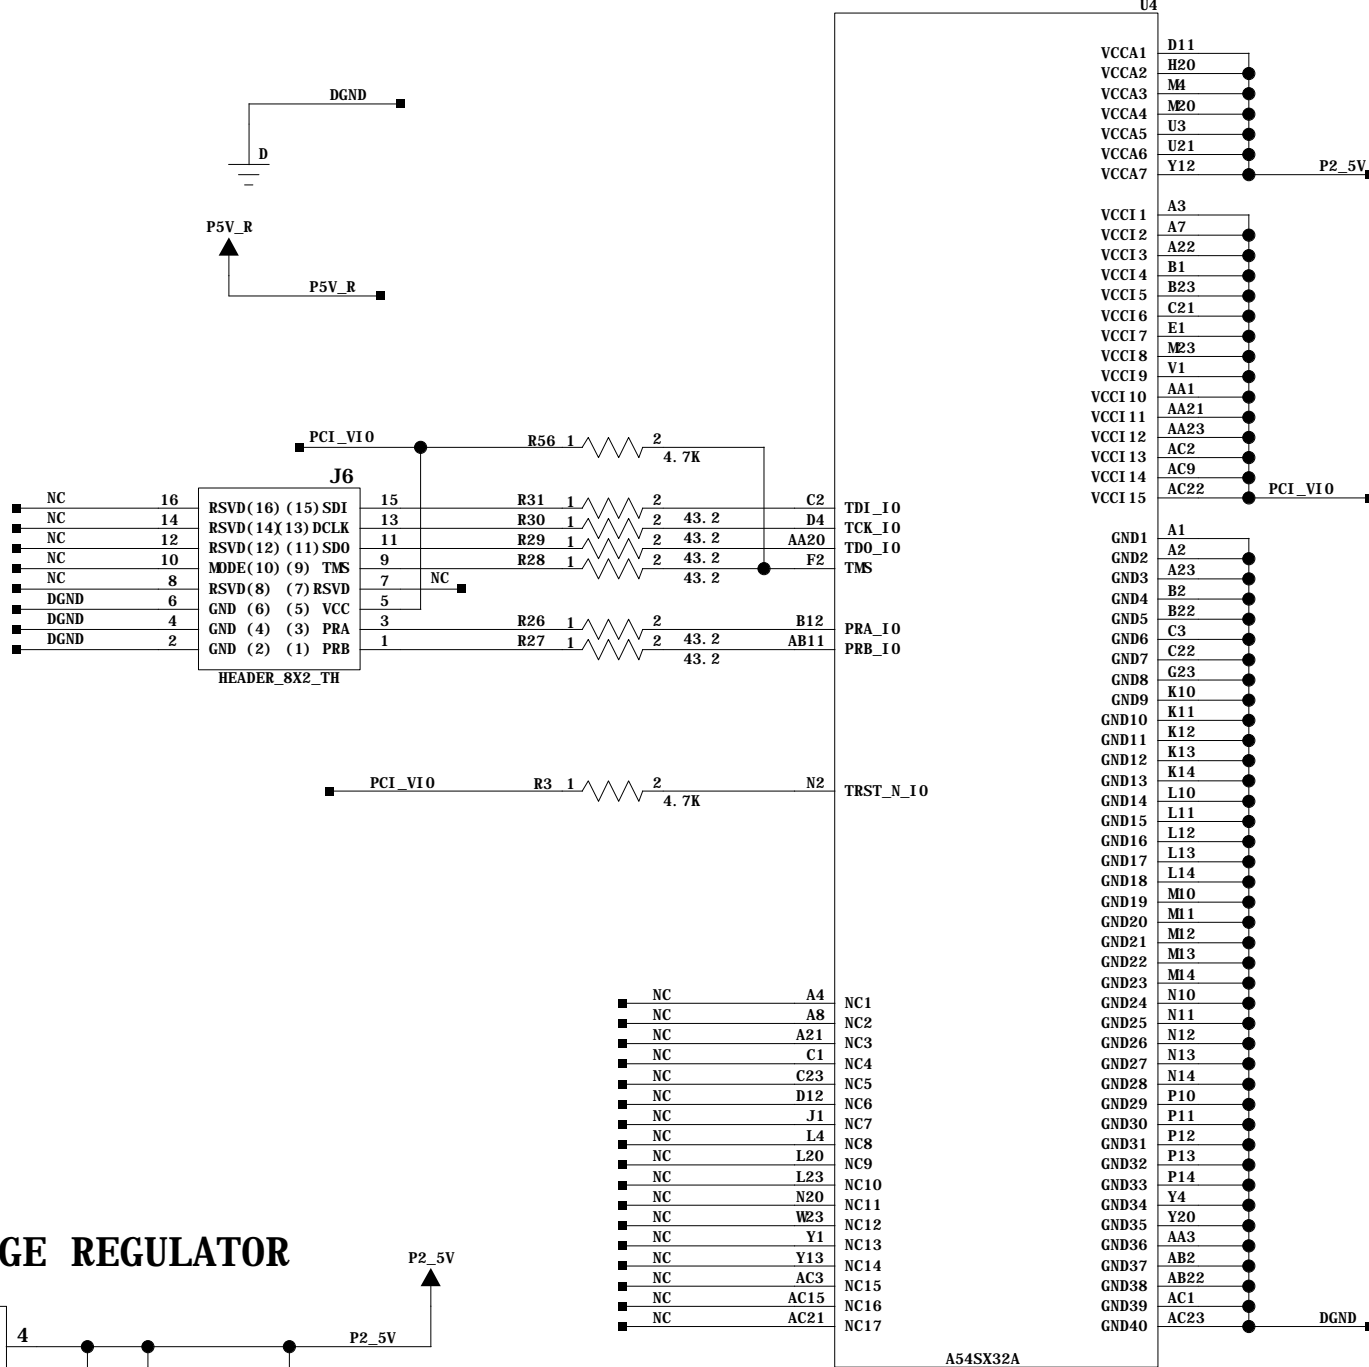 U4
DGND
D
P5V_R
P5V_R
VCCA1 D11
VCCA2 H20
VCCA3 M4
VCCA4 M20
VCCA5 U3
VCCA6 U21
VCCA7 Y12 P2_5V
VCCI1 A3
VCCI2 A7
VCCI3 A22
VCCI4 B1
VCCI5 B23
VCCI6 C21
VCCI7 E1
VCCI8 M23
VCCI9 V1
VCCI10 AA1
VCCI11 AA21
VCCI12 AA23
VCCI13 AC2
VCCI14 AC9
VCCI15 AC22 PCI_VIO
PCI_VIO R56 1 2 4.7K
J6
NC 16 RSVD(16) (15) SDI 15 R31 1 2 43.2 C2 TDI_IO
NC 14 RSVD(14) (13) DCLK 13 R30 1 2 43.2 D4 TCK_IO
NC 12 RSVD(12) (11) SDO 11 R29 1 2 43.2 AA20 TDO_IO
NC 10 MODE(10) (9) TMS 9 R28 1 2 43.2 F2 TMS
NC 8 RSVD(8) (7) RSVD 7 NC
DGND 6 GND (6) (5) VCC 5
DGND 4 GND (4) (3) PRA 3 R26 1 2 43.2 B12 PRA_IO
DGND 2 GND (2) (1) PRB 1 R27 1 2 43.2 AB11 PRB_IO
HEADER_8X2_TH
PCI_VIO R3 1 2 4.7K N2 TRST_N_IO
GND1 A1
GND2 A2
GND3 A23
GND4 B2
GND5 B22
GND6 C3
GND7 C22
GND8 G23
GND9 K10
GND10 K11
GND11 K12
GND12 K13
GND13 K14
GND14 L10
GND15 L11
GND16 L12
GND17 L13
GND18 L14
GND19 M10
GND20 M11
GND21 M12
GND22 M13
GND23 M14
GND24 N10
GND25 N11
GND26 N12
GND27 N13
GND28 N14
GND29 P10
GND30 P11
GND31 P12
GND32 P13
GND33 P14
GND34 Y4
GND35 Y20
GND36 AA3
GND37 AB2
GND38 AB22
GND39 AC1
GND40 AC23 DGND
NC A4 NC1
NC A8 NC2
NC A21 NC3
NC C1 NC4
NC C23 NC5
NC D12 NC6
NC J1 NC7
NC L4 NC8
NC L20 NC9
NC L23 NC10
NC N20 NC11
NC W23 NC12
NC Y1 NC13
NC Y13 NC14
NC AC3 NC15
NC AC15 NC16
NC AC21 NC17
A54SX32A
GE REGULATOR
P2_5V
4 P2_5V